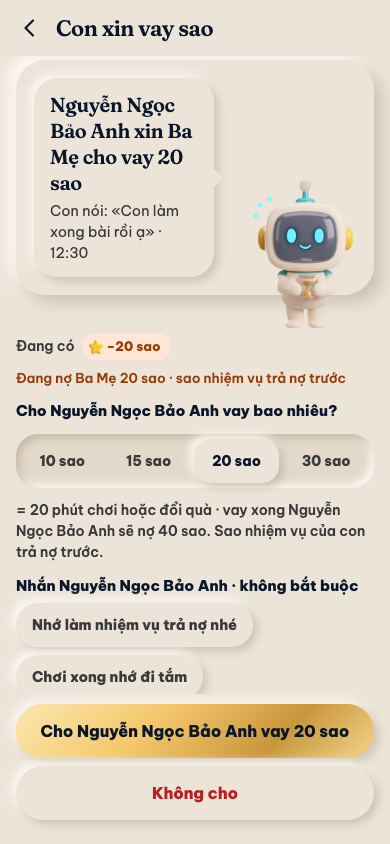 Con xin vay sao
Nguyễn Ngọc
Bảo Anh xin Ba
Mẹ cho vay 20
sao
Con nói: «Con làm
xong bài rồi ạ» ·
12:30
Đang có
-20 sao
Đang nợ Ba Mẹ 20 sao · sao nhiệm vụ trả nợ trước
Cho Nguyễn Ngọc Bảo Anh vay bao nhiêu?
10 sao 15 sao 20 sao 30 sao
= 20 phút chơi hoặc đổi quà · vay xong Nguyễn
Ngọc Bảo Anh sẽ nợ 40 sao. Sao nhiệm vụ của con
trả nợ trước.
Nhắn Nguyễn Ngọc Bảo Anh · không bắt buộc
Nhớ làm nhiệm vụ trả nợ nhé
Chơi xong nhớ đi tắm
Cho Nguyễn Ngọc Bảo Anh vay 20 sao
Không cho